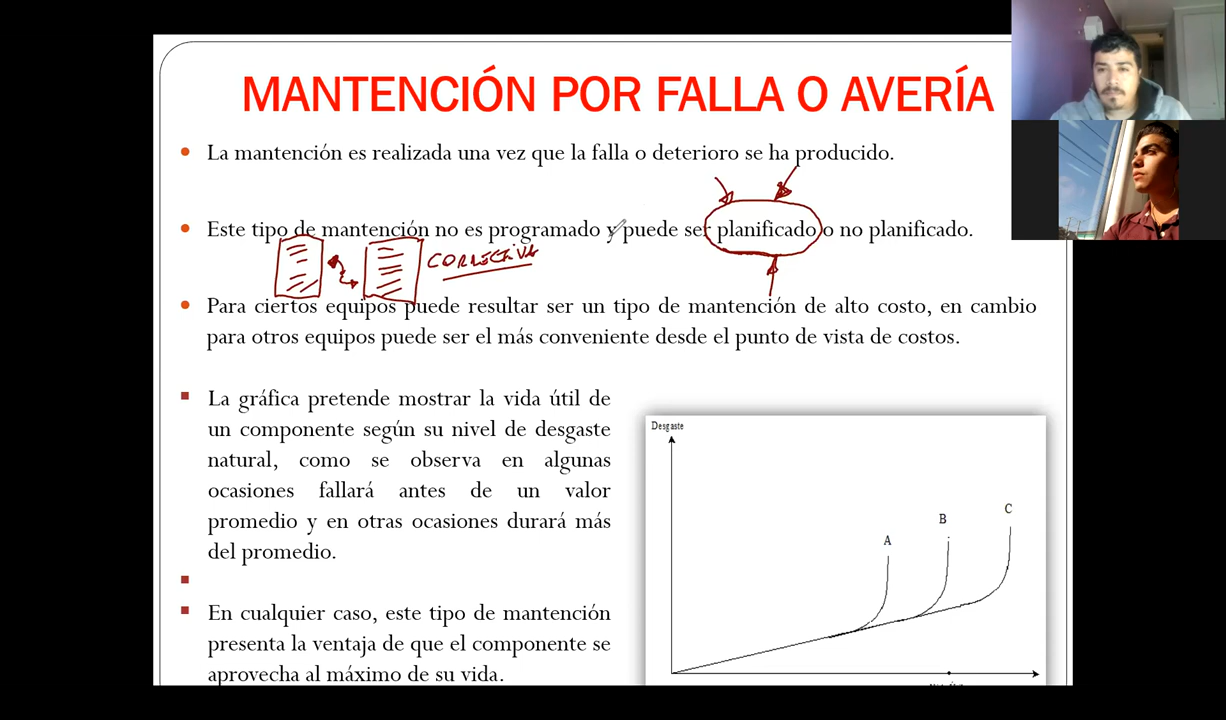 MANTENCIÓN POR FALLA O AVERÍA
La mantención es realizada una vez que la falla o deterioro se ha producido.
Este tipo de mantención no es programado y puede ser planificado o no planificado.
CORRECTIVA
Para ciertos equipos puede resultar ser un tipo de mantención de alto costo, en cambio
para otros equipos puede ser el más conveniente desde el punto de vista de costos.
La gráfica pretende mostrar la vida útil de
un componente según su nivel de desgaste
natural, como se observa en algunas
ocasiones fallará antes de un valor
promedio y en otras ocasiones durará más
del promedio.
En cualquier caso, este tipo de mantención
presenta la ventaja de que el componente se
aprovecha al máximo de su vida.
Desgaste
A
B
C